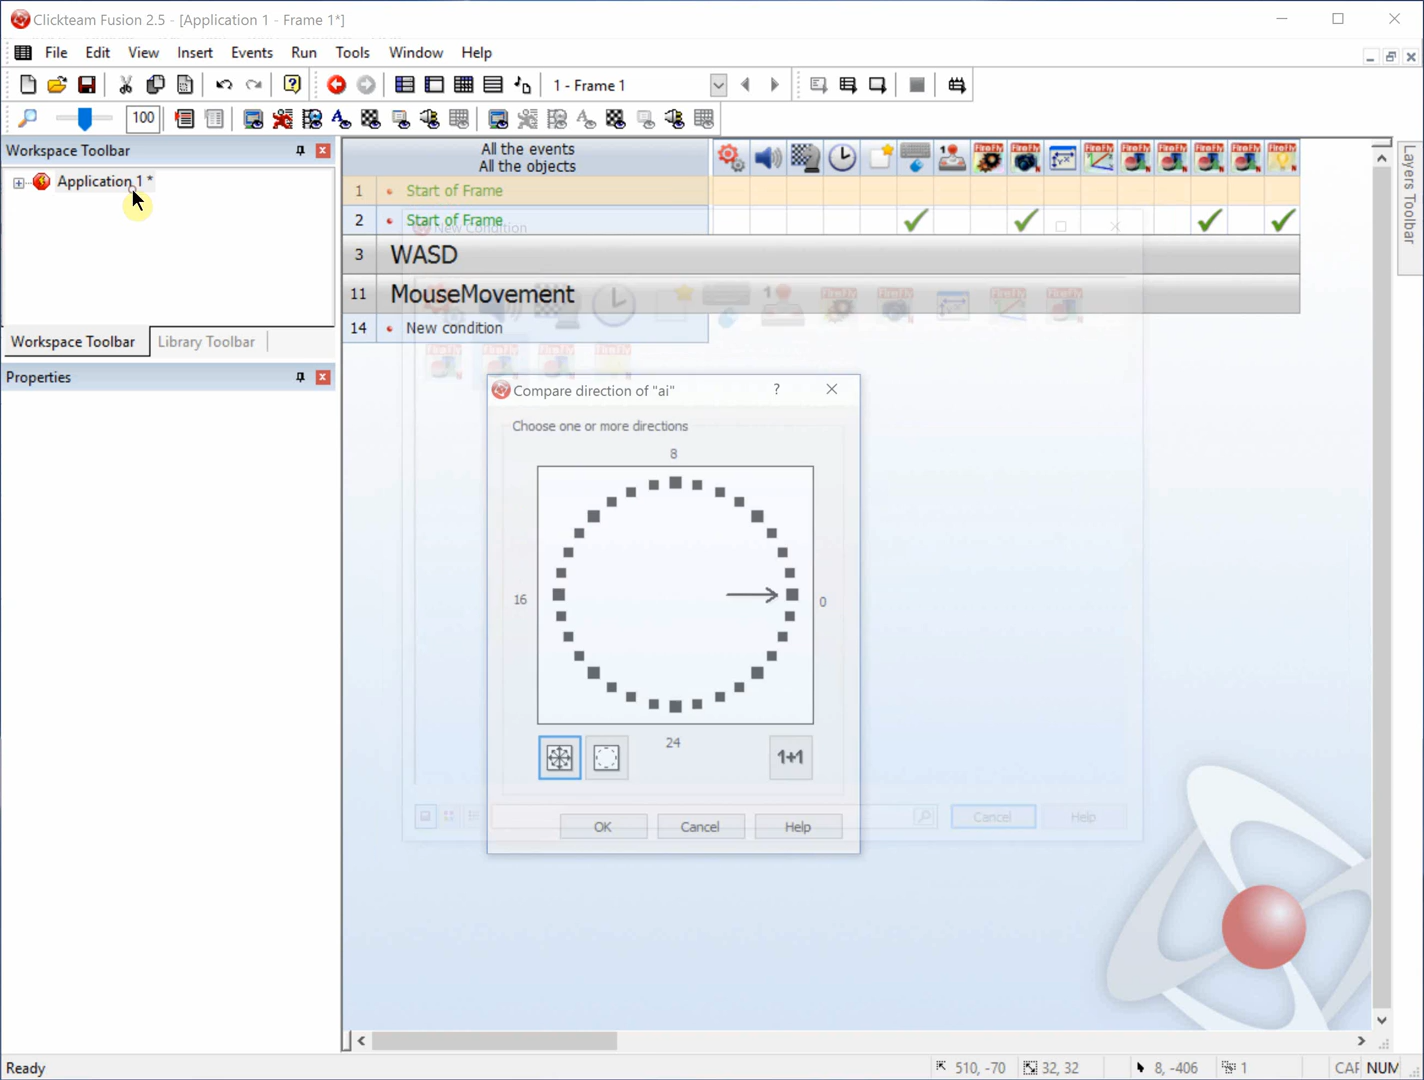 Clickteam Fusion 2.5 - [Application 1 - Frame 1*]
File Edit View Insert Events Run Tools Window Help
1 - Frame 1
100
Workspace Toolbar
Application 1 *
Workspace Toolbar Library Toolbar
Properties
All the events
All the objects
1 Start of Frame
2 Start of Frame
3 WASD
11 MouseMovement
14 New condition
New Condition
Compare direction of "ai" ?
Choose one or more directions
8
16
0
24
1+1
OK Cancel Help
Cancel Help
Layers Toolbar
Ready
510, -70 32, 32 8, -406 1 CAP NUM